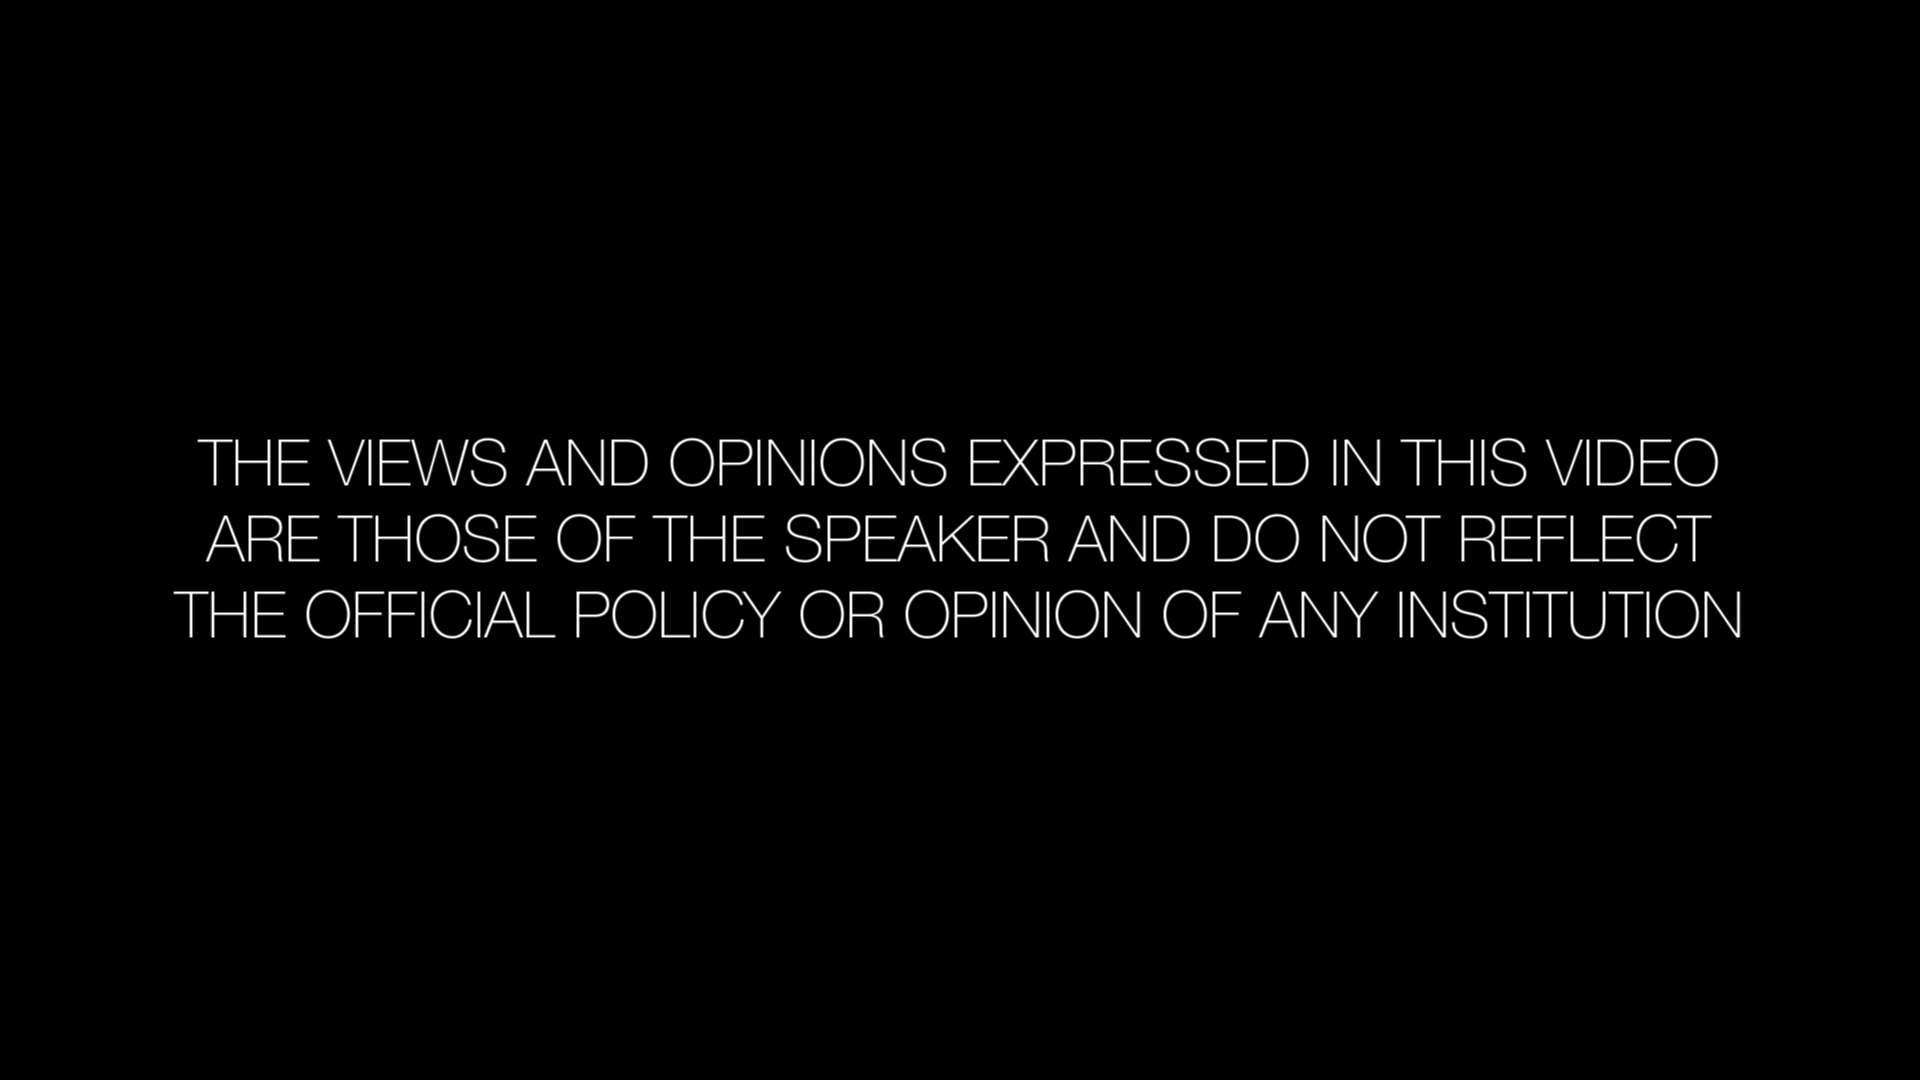 THE VIEWS AND OPINIONS EXPRESSED IN THIS VIDEO
ARE THOSE OF THE SPEAKER AND DO NOT REFLECT
THE OFFICIAL POLICY OR OPINION OF ANY INSTITUTION